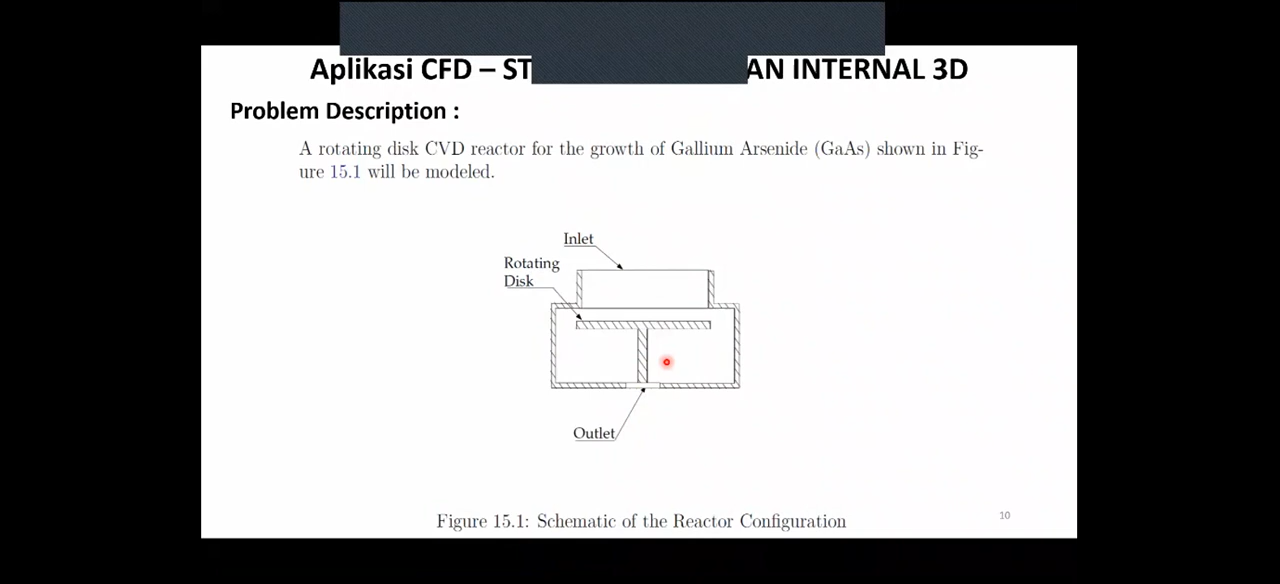 Aplikasi CFD – ST AN INTERNAL 3D
Problem Description :
A rotating disk CVD reactor for the growth of Gallium Arsenide (GaAs) shown in Fig-
ure 15.1 will be modeled.
Inlet
Rotating
Disk
Outlet
Figure 15.1: Schematic of the Reactor Configuration
10